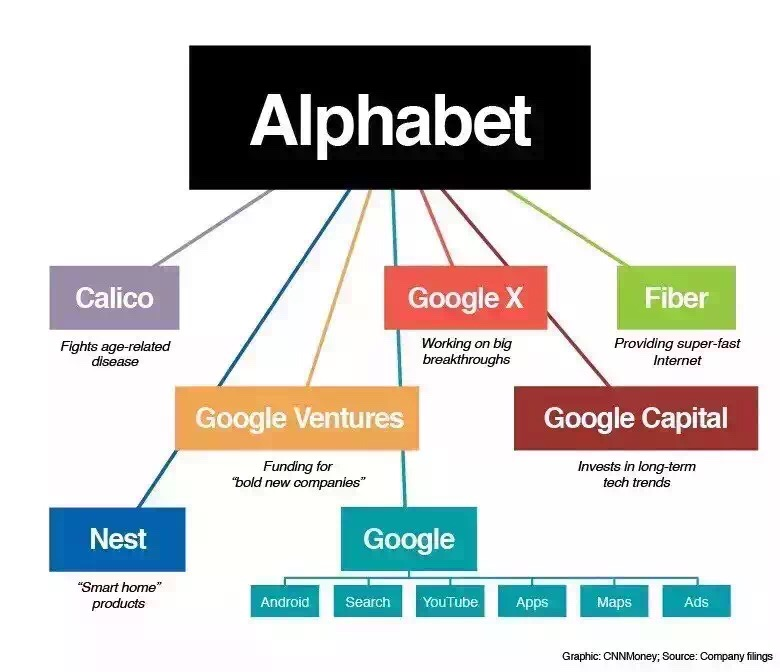 Alphabet
Calico
Fights age-related
disease
Google X
Working on big
breakthroughs
Fiber
Providing super-fast
Internet
Google Ventures
Funding for
“bold new companies”
Google Capital
Invests in long-term
tech trends
Nest
“Smart home”
products
Google
Android
Search
YouTube
Apps
Maps
Ads
Graphic: CNNMoney; Source: Company filings